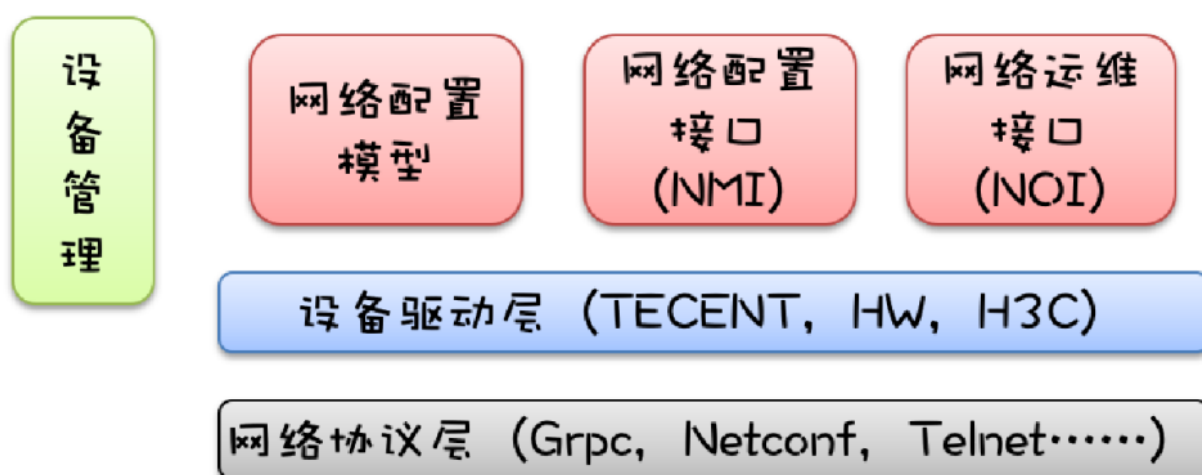 设
备
管
理
网络配置
模型
网络配置
接口
(NMI)
网络运维
接口
(NOI)
设备驱动层（TECENT，HW，H3C)
网络协议层（Grpc，Netconf，Telnet……)